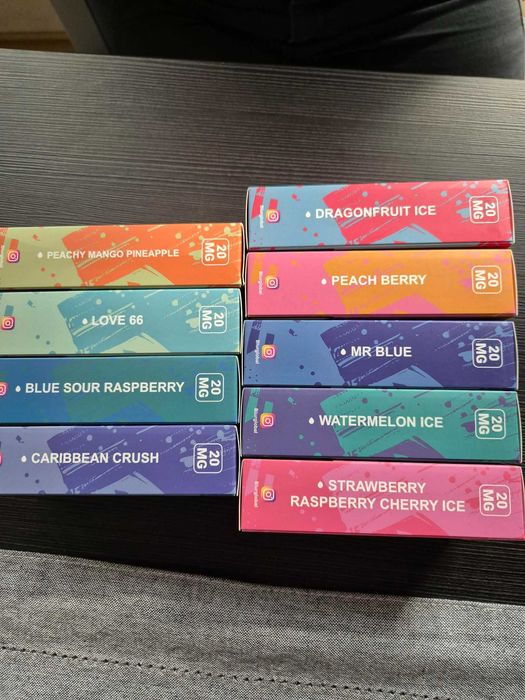 PEACHY MANGO PINEAPPLE
20
MG
LOVE 66
20
MG
BLUE SOUR RASPBERRY
20
MG
CARIBBEAN CRUSH
20
MG
DRAGONFRUIT ICE
20
MG
PEACH BERRY
20
MG
MR BLUE
20
MG
WATERMELON ICE
20
MG
STRAWBERRY
RASPBERRY CHERRY ICE
20
MG